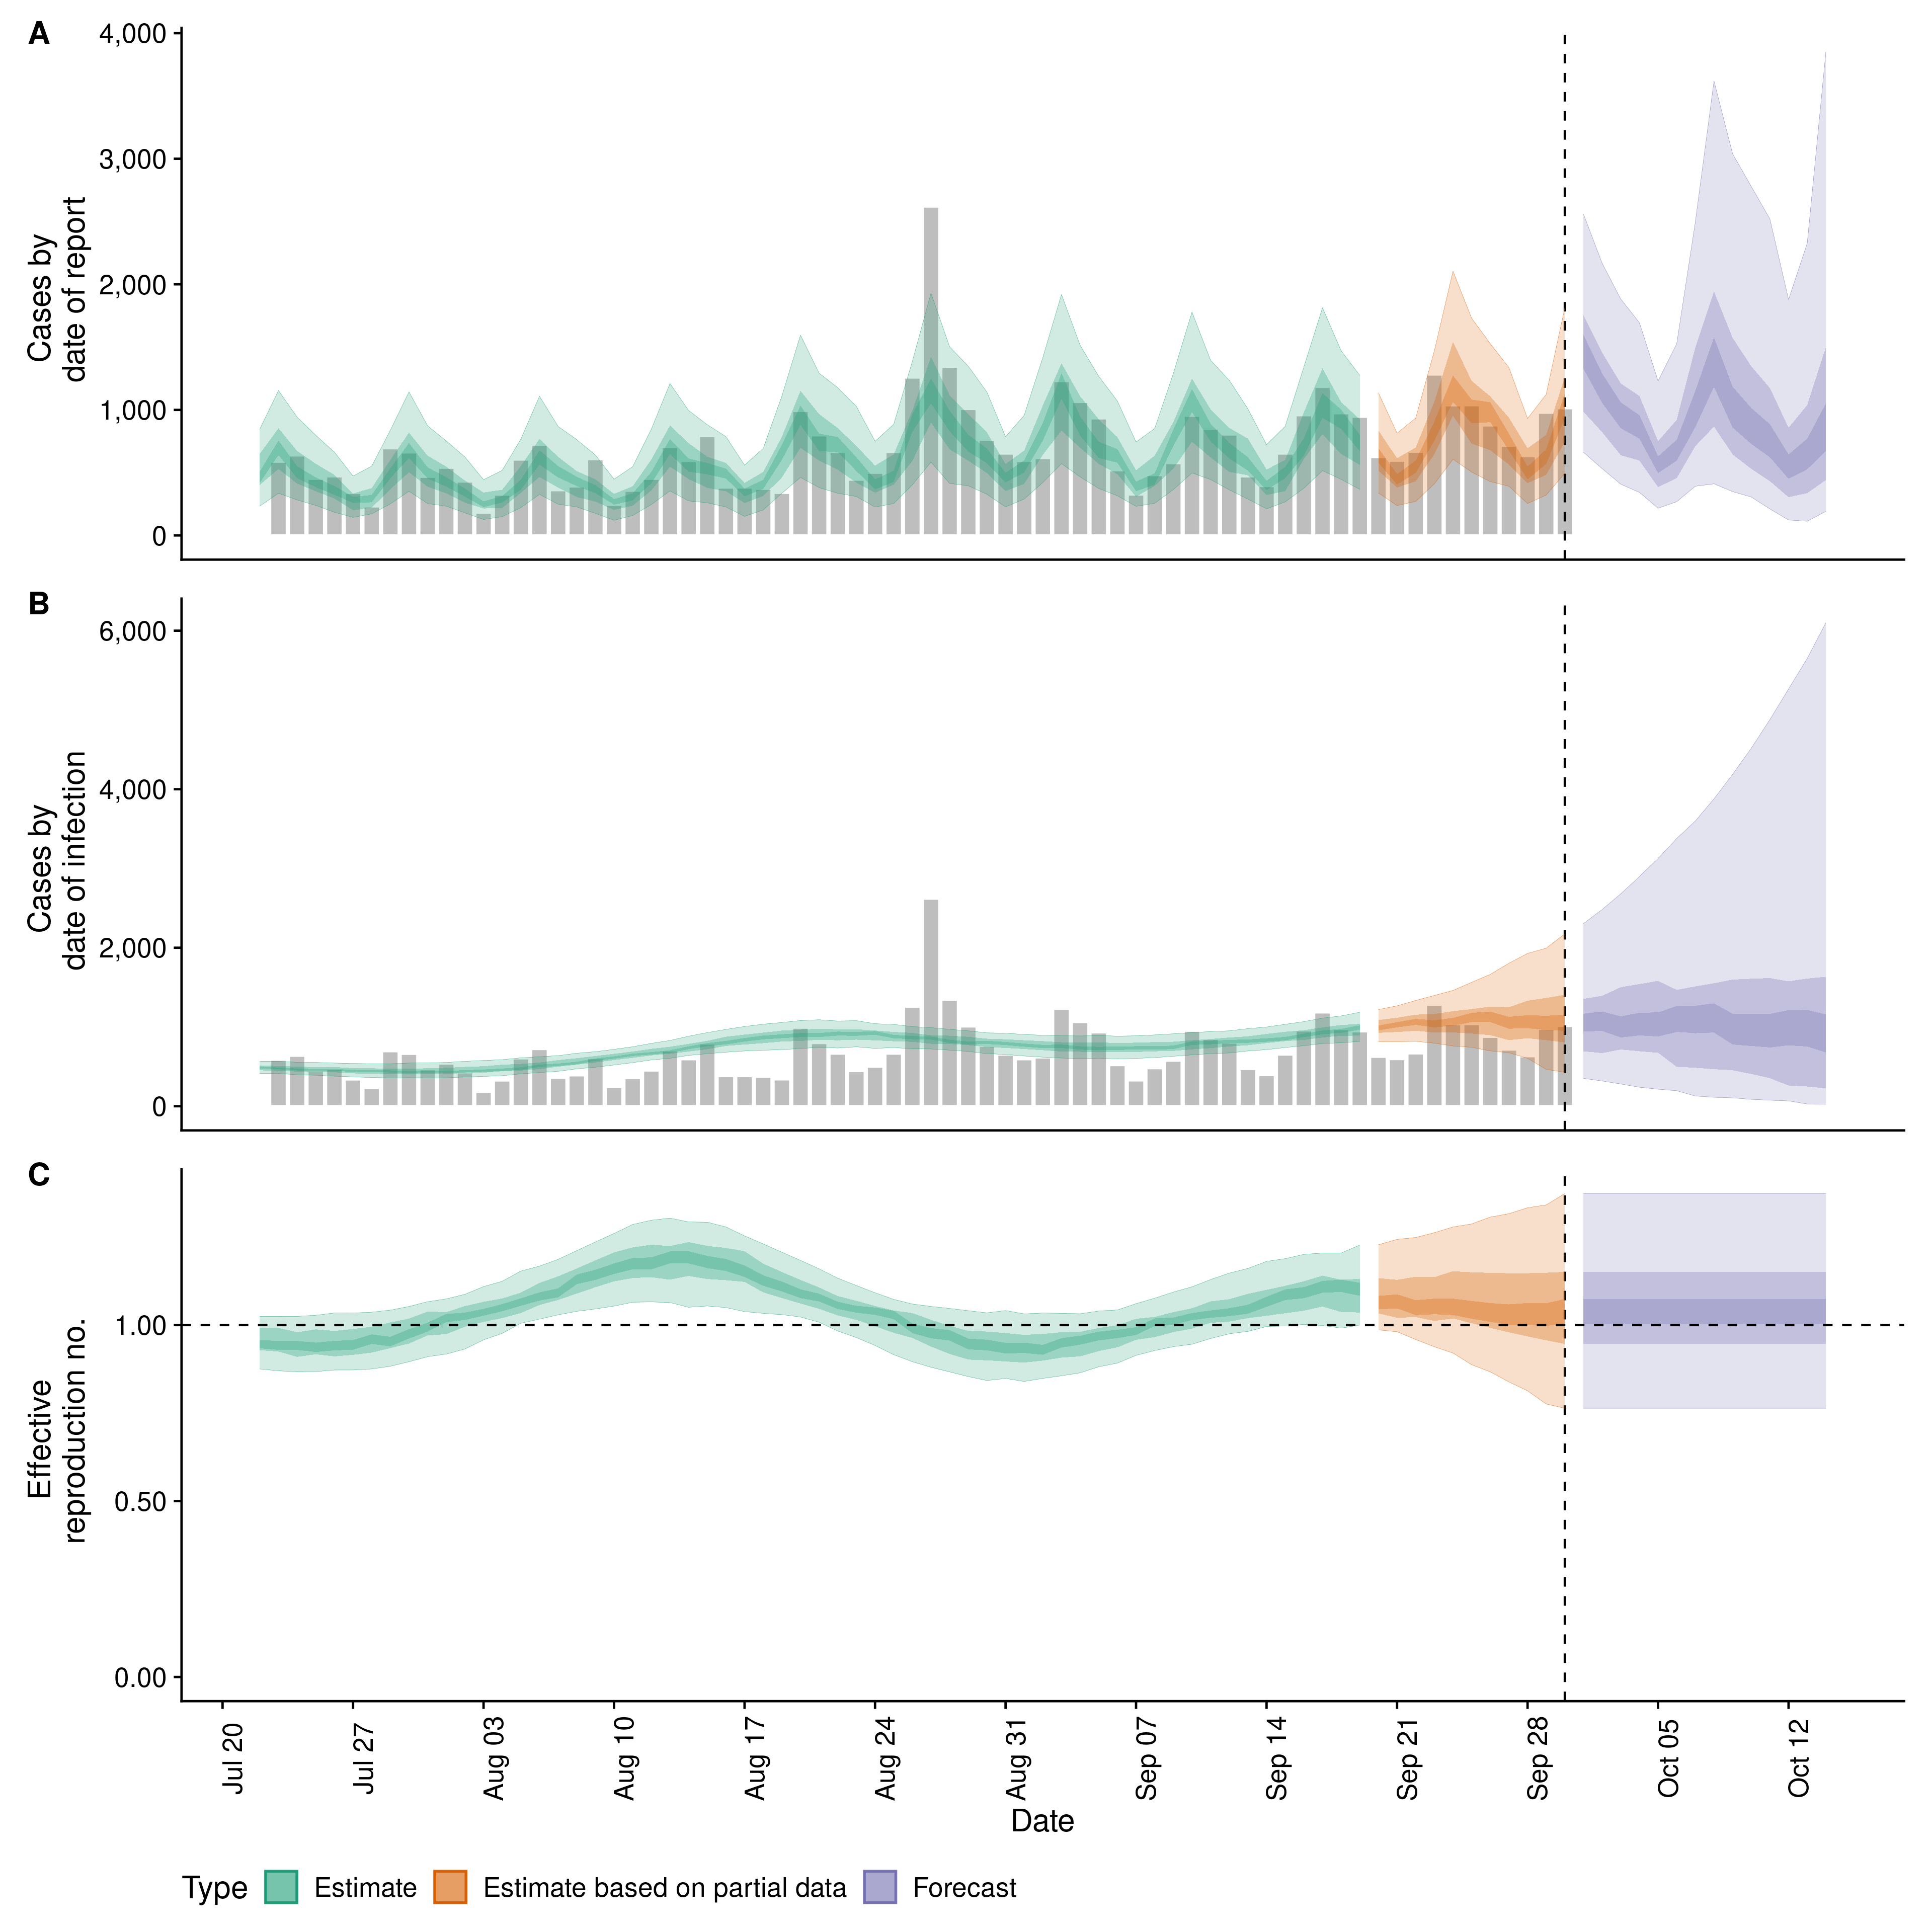 A
4,000
3,000
2,000
1,000
0
Cases by
date of report
B
6,000
4,000
2,000
0
Cases by
date of infection
C
1.00
0.50
0.00
Effective
reproduction no.
Jul 20
Jul 27
Aug 03
Aug 10
Aug 17
Aug 24
Aug 31
Sep 07
Sep 14
Sep 21
Sep 28
Oct 05
Oct 12
Date
Type Estimate Estimate based on partial data Forecast